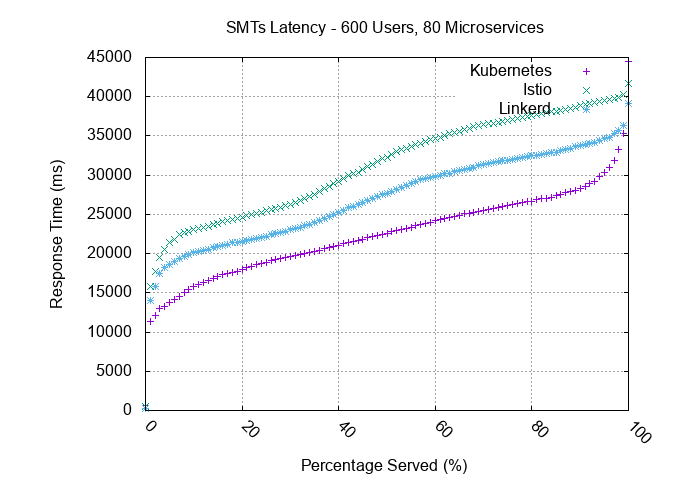 SMTs Latency - 600 Users, 80 Microservices
45000
40000
35000
30000
25000
20000
15000
10000
5000
0
Response Time (ms)
Kubernetes
Istio
Linkerd
0
20
40
60
80
100
Percentage Served (%)